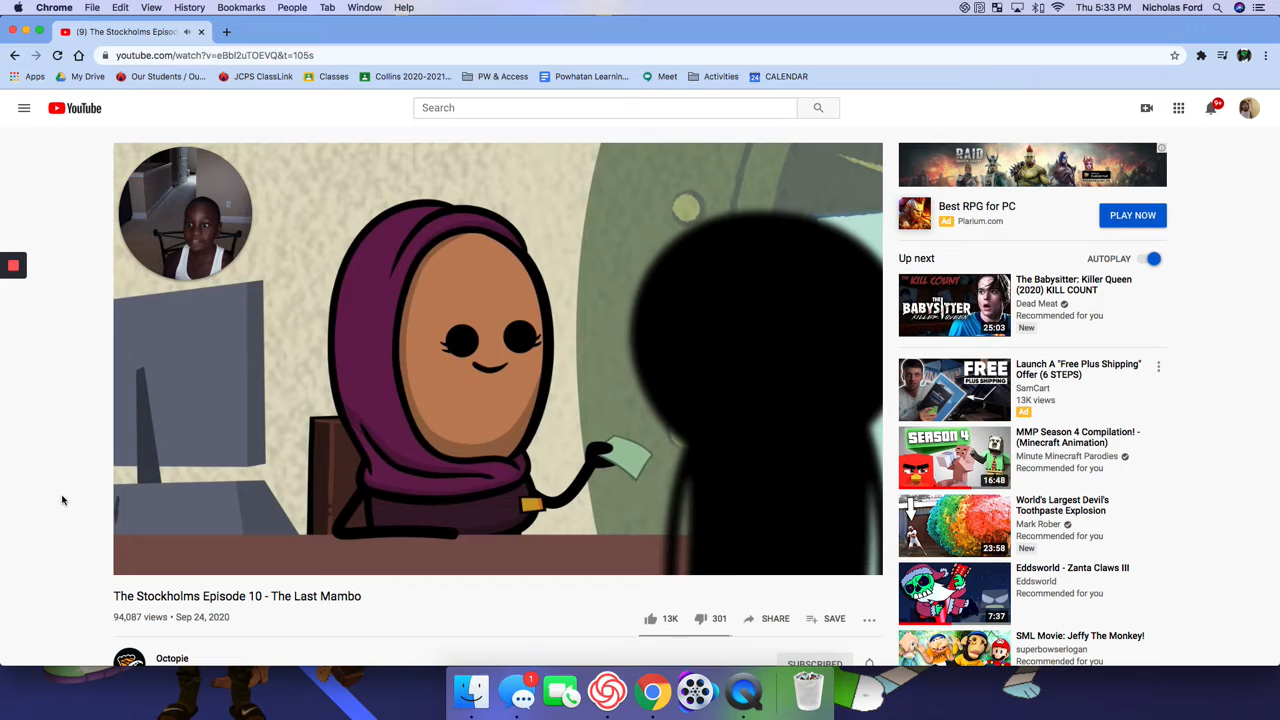 Chrome File Edit View History Bookmarks People Tab Window Help Thu 5:33 PM Nicholas Ford
(9) The Stockholms Episod
youtube.com/watch?v=eBbl2uTOEVQ&t=105s
Apps My Drive Our Students / Ou... JCPS ClassLink Classes Collins 2020-2021... PW & Access Powhatan Learnin... Meet Activities 24 CALENDAR
YouTube Search 9+
RAID
Best RPG for PC
Ad Plarium.com
PLAY NOW
Up next AUTOPLAY
THE KILL COUNT
THE BABYSITTER
KILLER QUEEN
25:03
The Babysitter: Killer Queen
(2020) KILL COUNT
Dead Meat
Recommended for you
New
FREE
PLUS SHIPPING
Launch A "Free Plus Shipping"
Offer (6 STEPS)
SamCart
13K views
Ad
SEASON 4
16:48
MMP Season 4 Compilation! -
(Minecraft Animation)
Minute Minecraft Parodies
Recommended for you
23:58
World's Largest Devil's
Toothpaste Explosion
Mark Rober
Recommended for you
New
7:37
Eddsworld - Zanta Claws III
Eddsworld
Recommended for you
SML Movie: Jeffy The Monkey!
superbowserlogan
Recommended for you
The Stockholms Episode 10 - The Last Mambo
94,087 views • Sep 24, 2020
13K 301 SHARE SAVE
Octopie
SUBSCRIBED
1